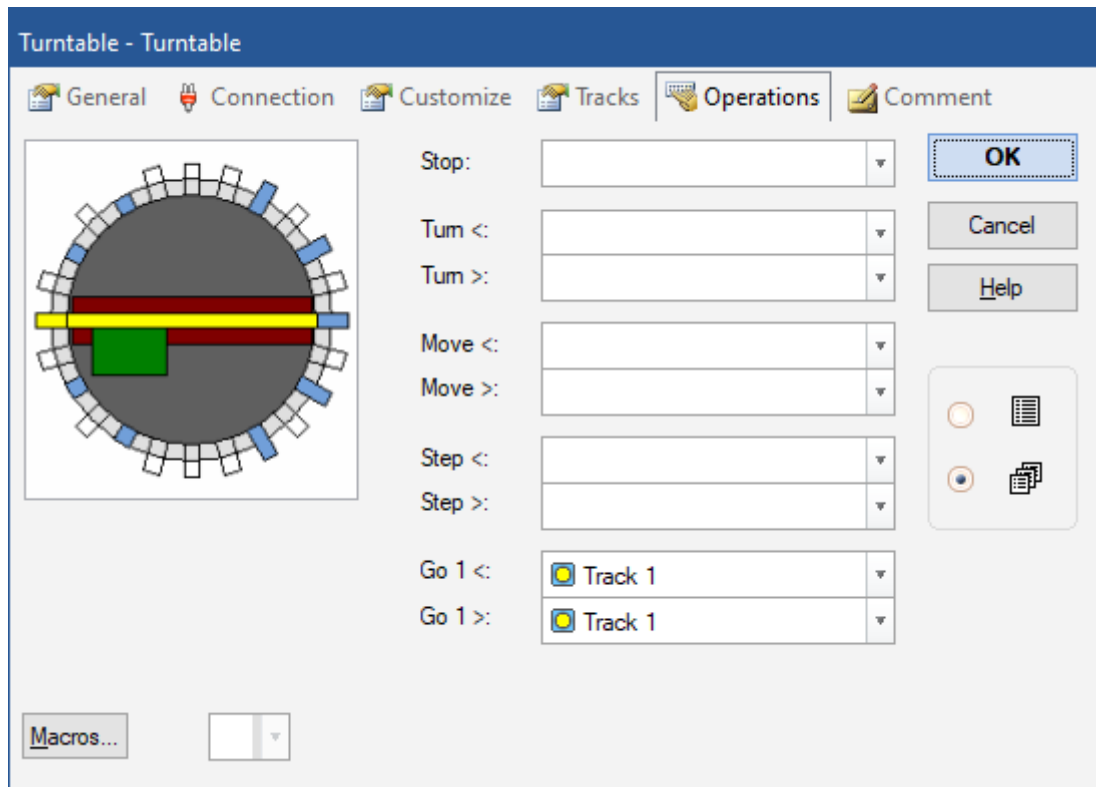 Turntable - Turntable
General Connection Customize Tracks Operations Comment
Stop:
OK
Turn <:
Cancel
Turn >:
Help
Move <:
Move >:
Step <:
Step >:
Go 1 <: Track 1
Go 1 >: Track 1
Macros...